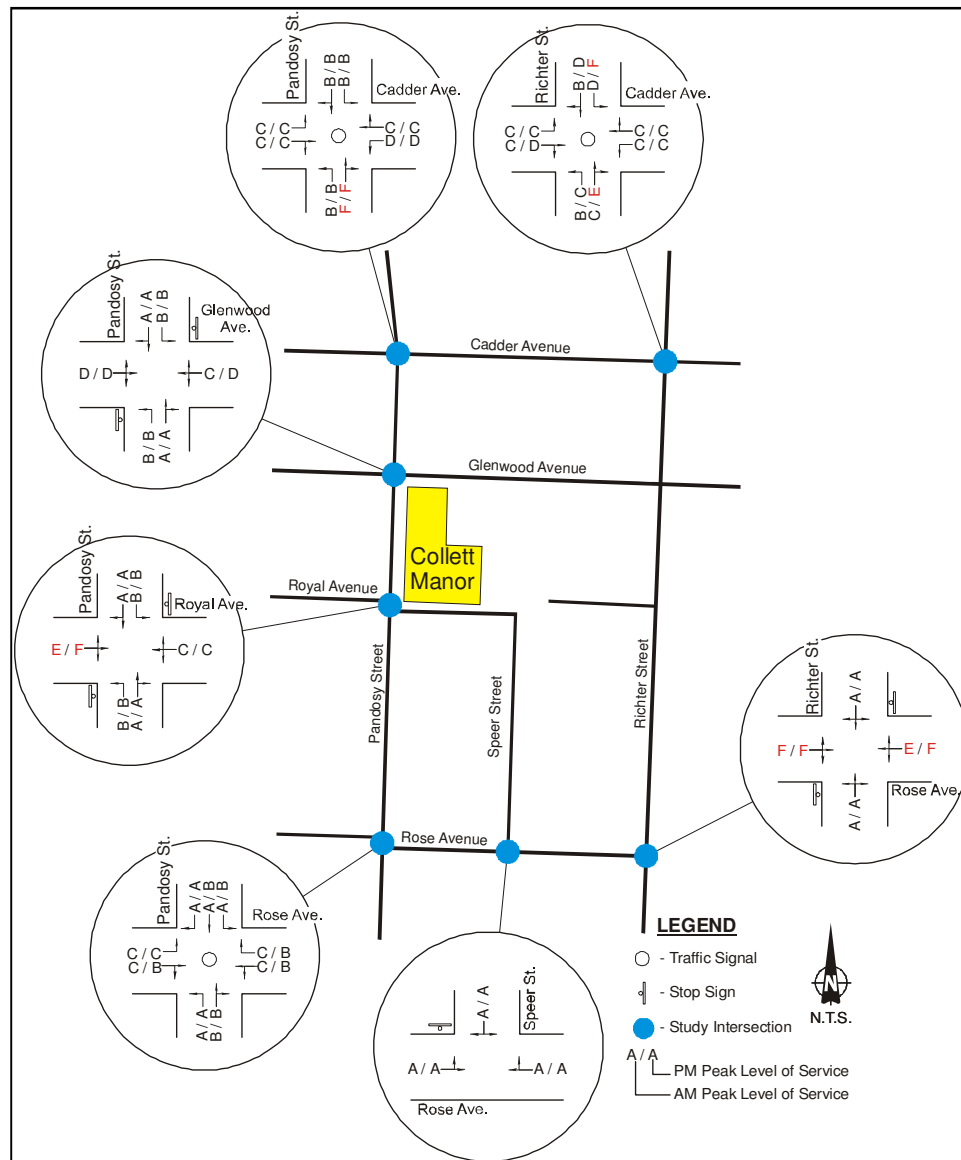 Pandosy St.
B / B
B / B
Cadder Ave.
C / C
C / C
C / C
D / D
B / B
F / F
Richter St.
B / D
D / F
Cadder Ave.
C / C
C / D
C / C
C / C
B / C
C / E
Pandosy St.
A / A
B / B
Glenwood
Ave.
D / D
C / D
B / B
A / A
Cadder Avenue
Glenwood Avenue
Collett
Manor
Royal Avenue
Pandosy St.
A / A
B / B
Royal Ave.
E / F
C / C
B / B
A / A
Pandosy Street
Speer Street
Richter Street
Richter St.
A / A
F / F
E / F
Rose Ave.
A / A
Rose Avenue
Pandosy St.
A / A
A / B
A / B
Rose Ave.
C / C
C / B
C / B
C / B
A / A
B / B
Speer St.
A / A
A / A
A / A
Rose Ave.
LEGEND
- Traffic Signal
- Stop Sign
- Study Intersection
A / A
PM Peak Level of Service
AM Peak Level of Service
N
N.T.S.